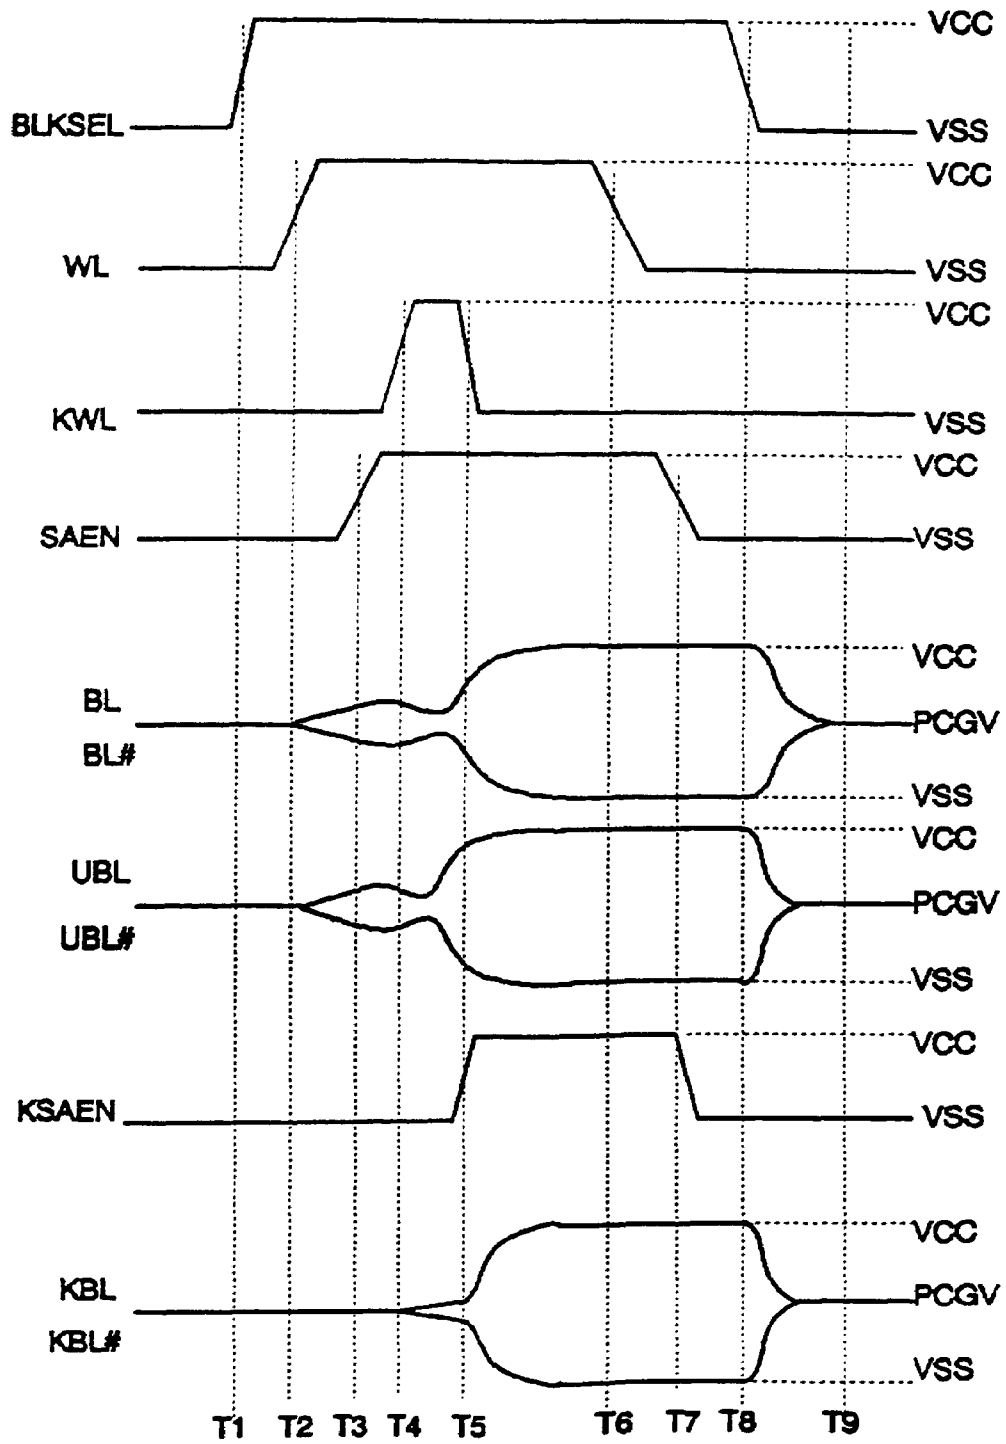 VCC
BLKSEL
VSS
VCC
WL
VSS
VCC
KWL
VSS
VCC
SAEN
VSS
VCC
BL
PCGV
BL#
VSS
VCC
UBL
PCGV
UBL#
VSS
VCC
KSAEN
VSS
VCC
KBL
PCGV
KBL#
VSS
T1 T2 T3 T4 T5 T6 T7 T8 T9